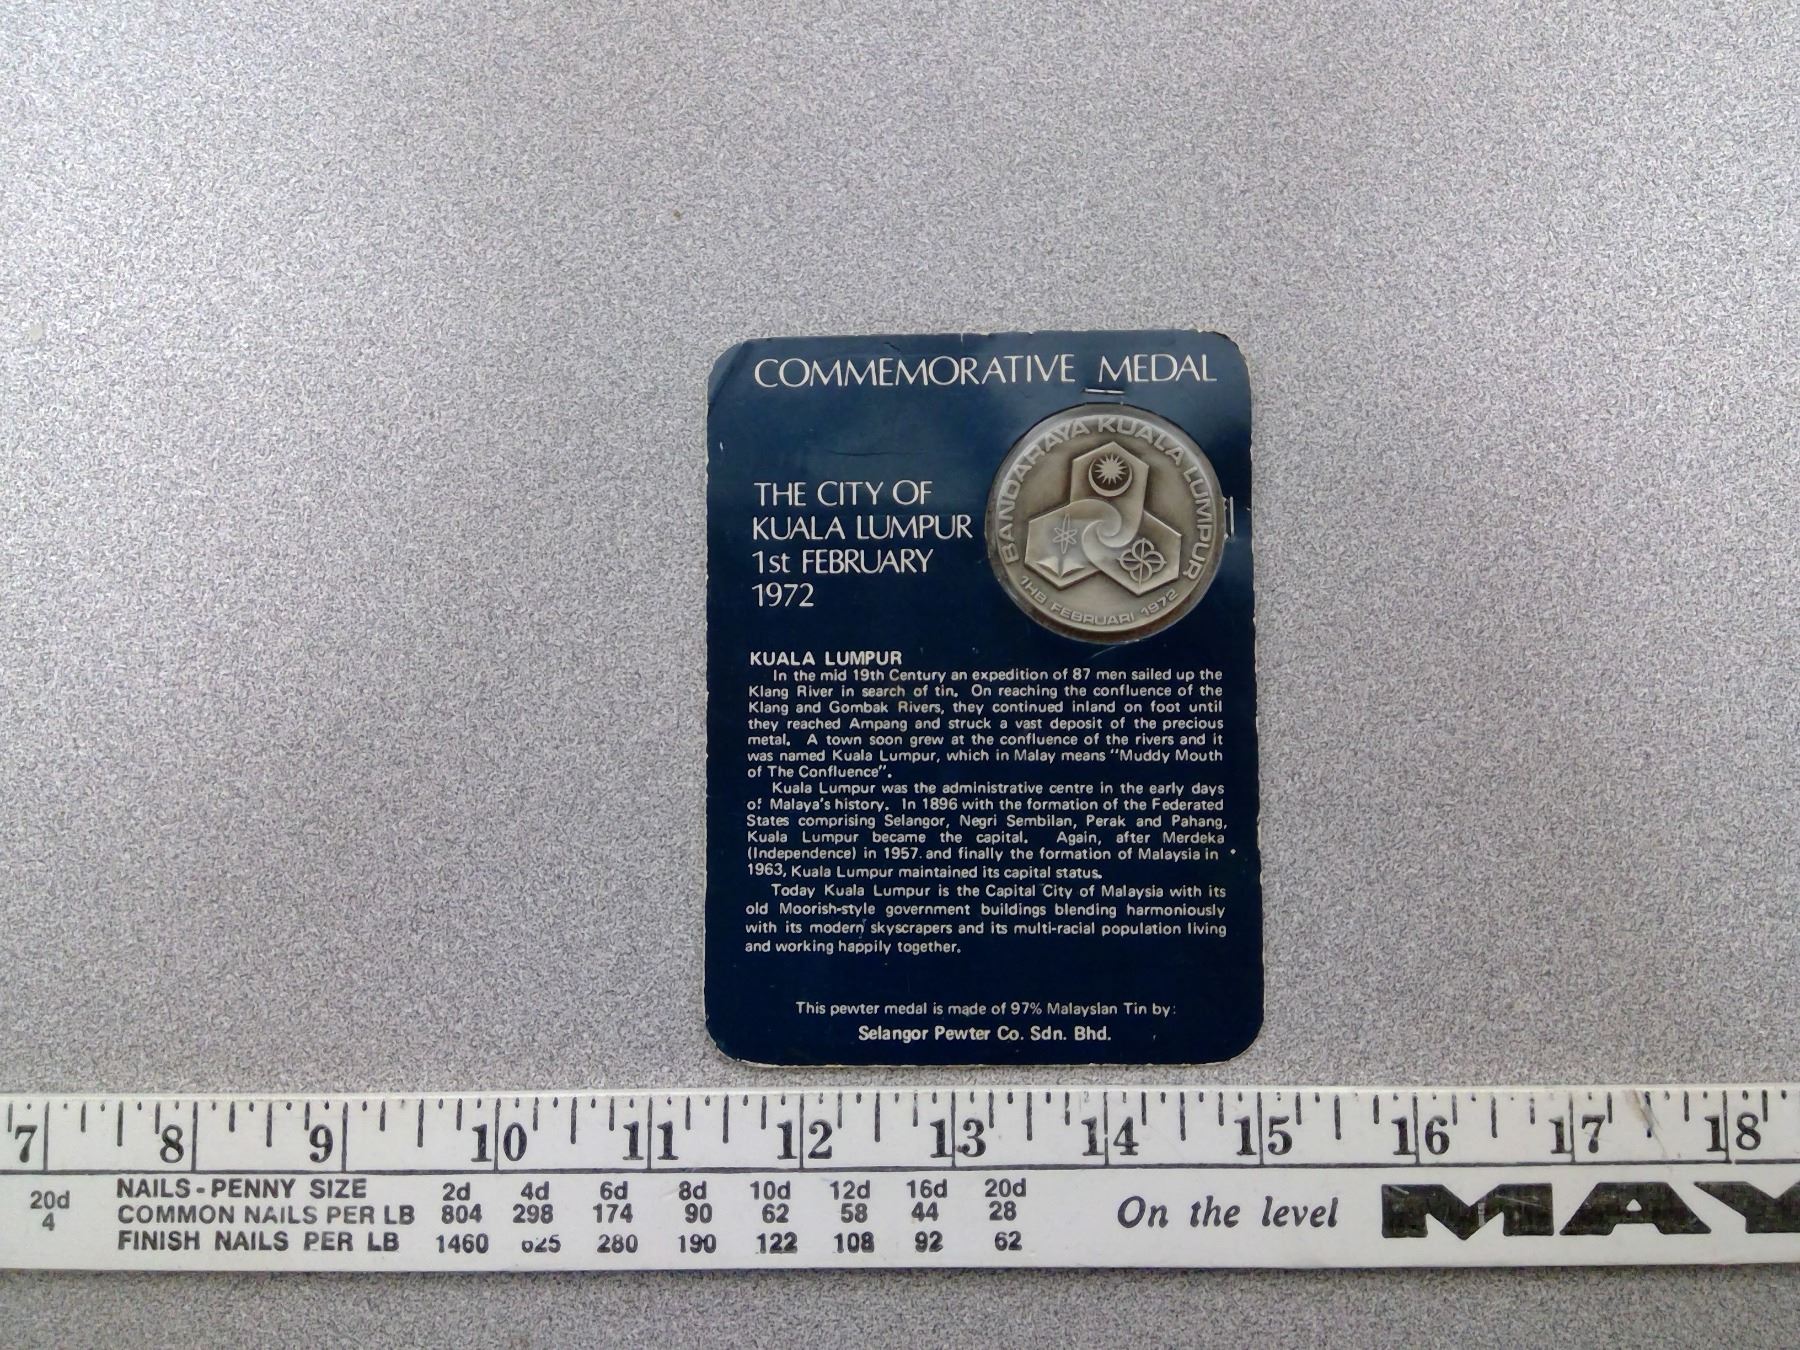 COMMEMORATIVE MEDAL
BANDARAYA KUALA LUMPUR
1HB FEBRUARI 1972
THE CITY OF
KUALA LUMPUR
1st FEBRUARY
1972
KUALA LUMPUR
In the mid 19th Century an expedition of 87 men sailed up the
Klang River in search of tin. On reaching the confluence of the
Klang and Gombak Rivers, they continued inland on foot until
they reached Ampang and struck a vast deposit of the precious
metal. A town soon grew at the confluence of the rivers and it
was named Kuala Lumpur, which in Malay means "Muddy Mouth
of The Confluence".
Kuala Lumpur was the administrative centre in the early days
of Malaya's history. In 1896 with the formation of the Federated
States comprising Selangor, Negri Sembilan, Perak and Pahang,
Kuala Lumpur became the capital. Again, after Merdeka
(Independence) in 1957 and finally the formation of Malaysia in
1963, Kuala Lumpur maintained its capital status.
Today Kuala Lumpur is the Capital City of Malaysia with its
old Moorish-style government buildings blending harmoniously
with its modern skyscrapers and its multi-racial population living
and working happily together.
This pewter medal is made of 97% Malaysian Tin by:
Selangor Pewter Co. Sdn. Bhd.
7 8 9 10 11 12 13 14 15 16 17 18
20d NAILS-PENNY SIZE 2d 4d 6d 8d 10d 12d 16d 20d
4 COMMON NAILS PER LB 804 298 174 90 62 58 44 28
FINISH NAILS PER LB 1460 625 280 190 122 108 92 62
On the level MAY